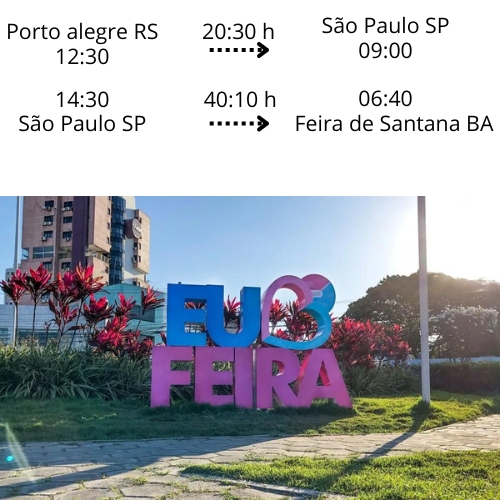 Porto alegre RS 20:30 h São Paulo SP
12:30 09:00
14:30 40:10 h 06:40
São Paulo SP Feira de Santana BA
EU
FEIRA